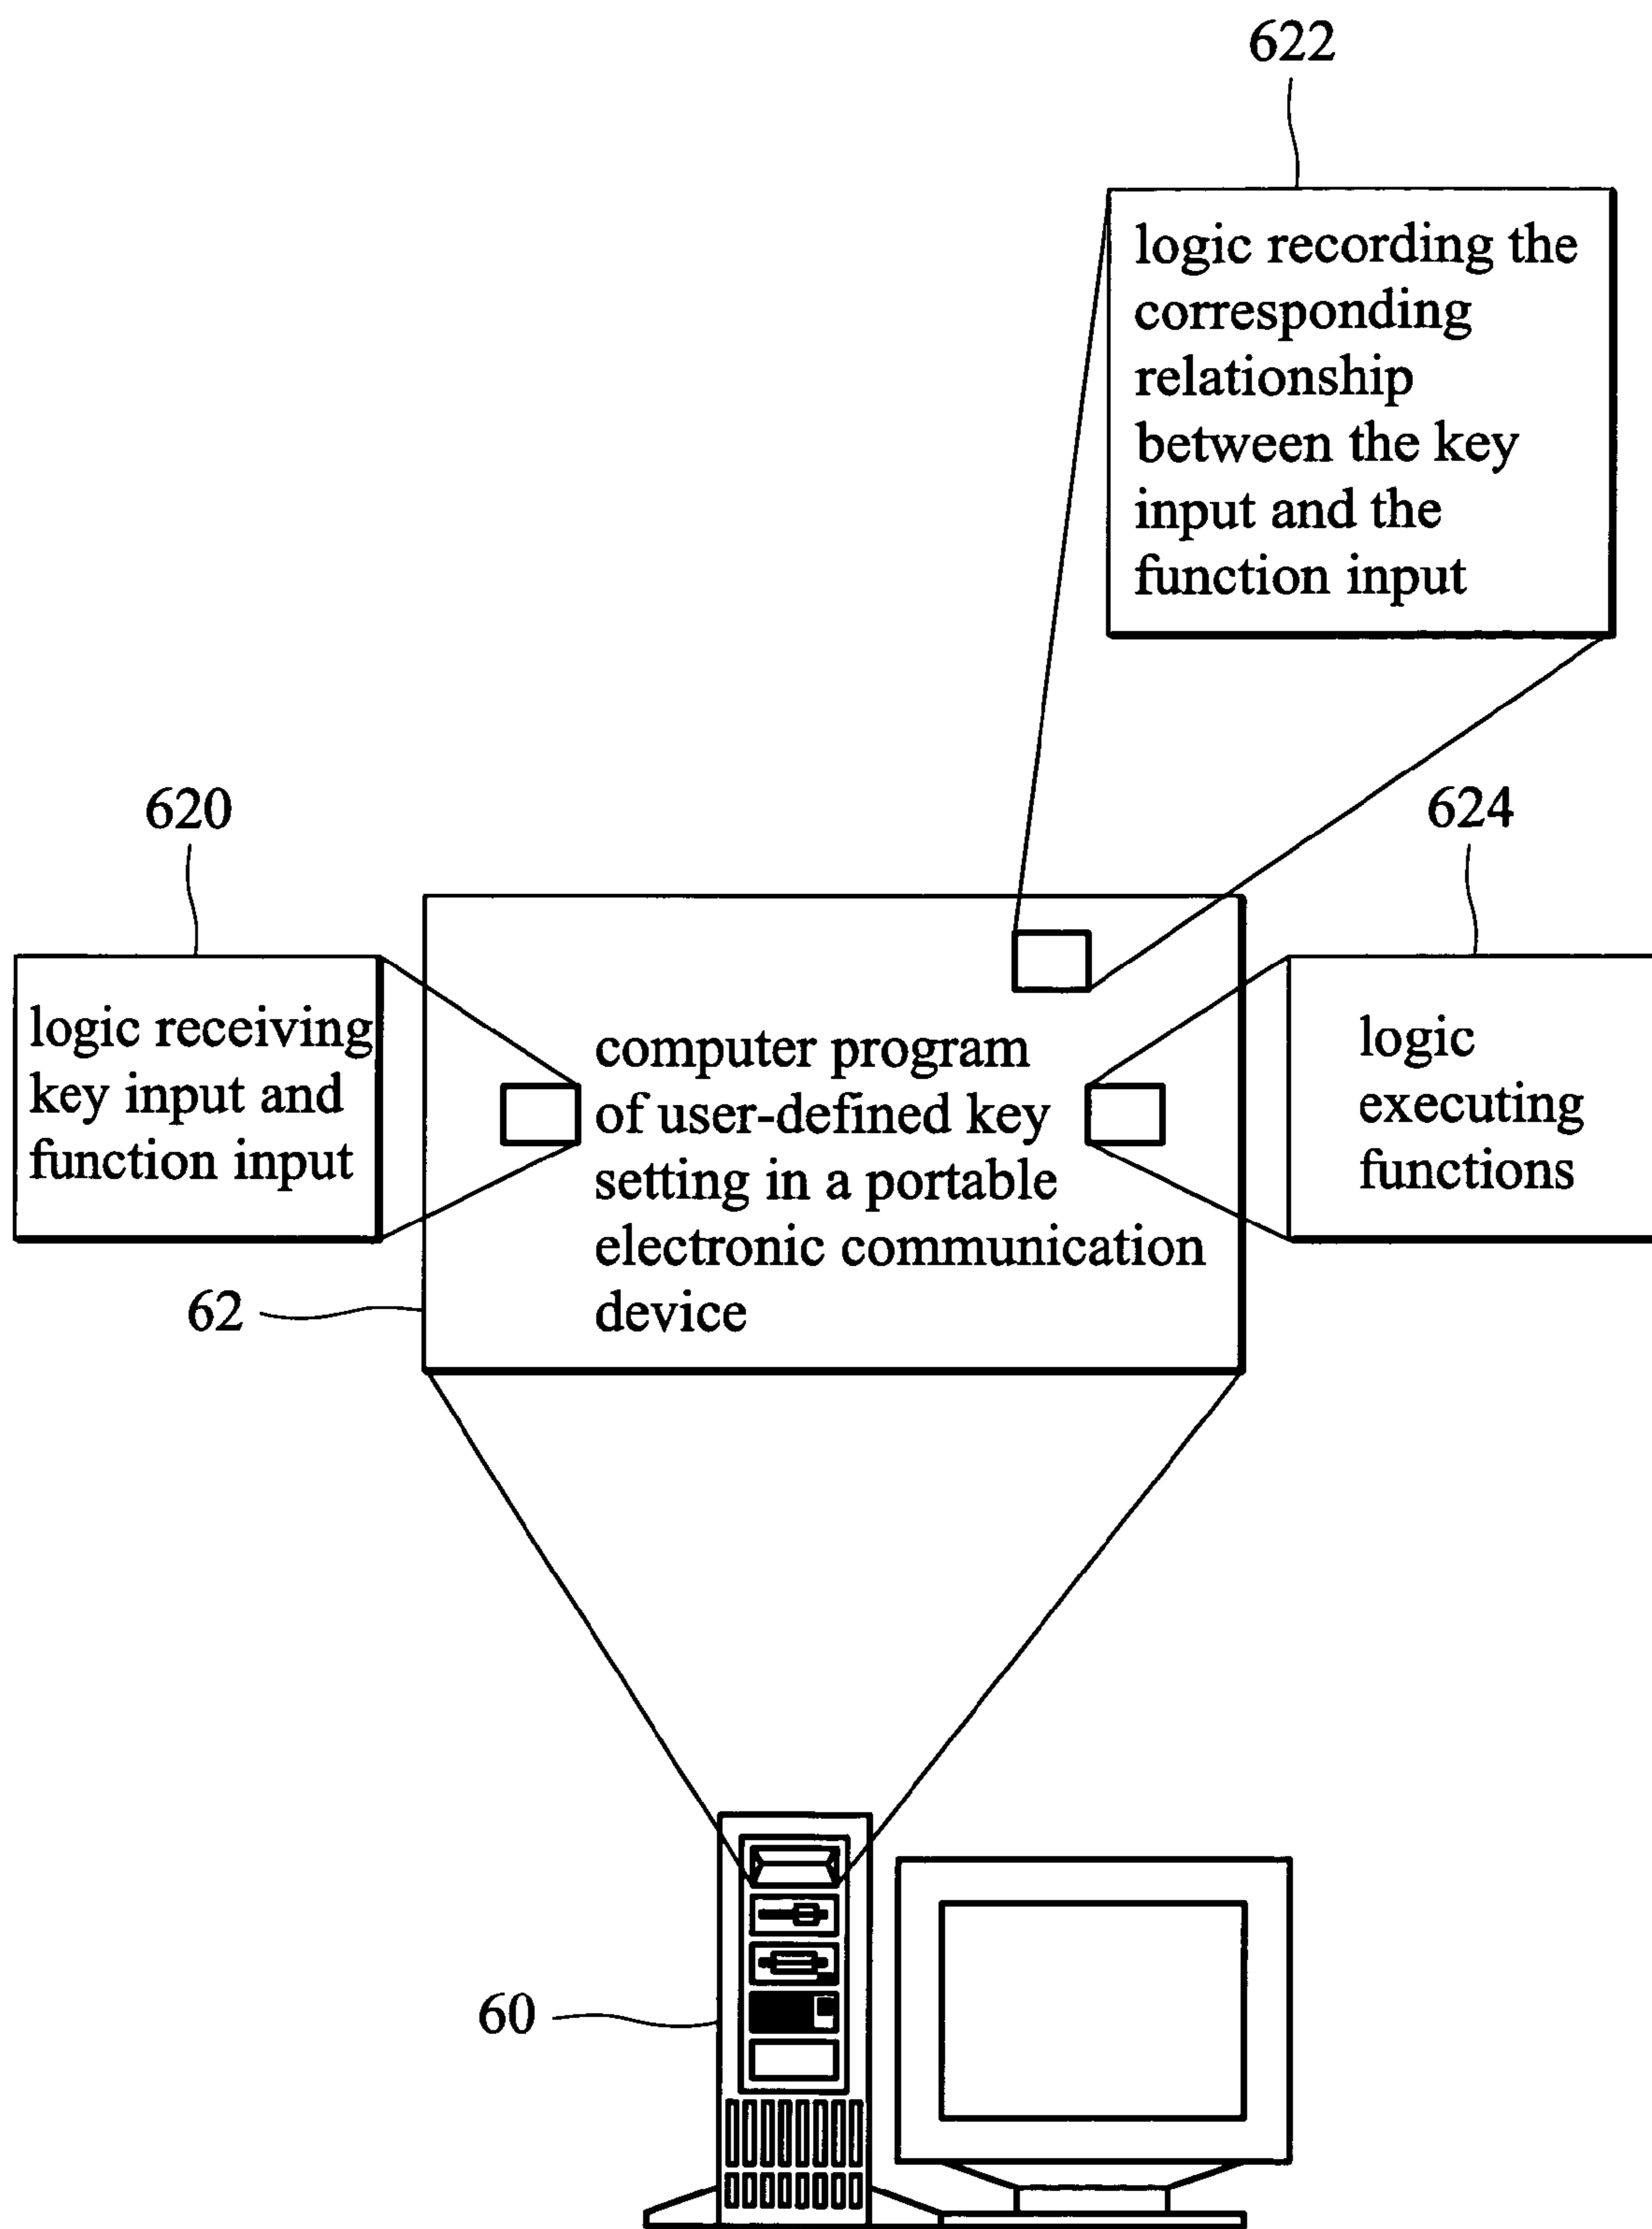 622
logic recording the
corresponding
relationship
between the key
input and the
function input
620
624
logic receiving
key input and
function input
computer program
of user-defined key
setting in a portable
electronic communication
device
logic
executing
functions
62
60